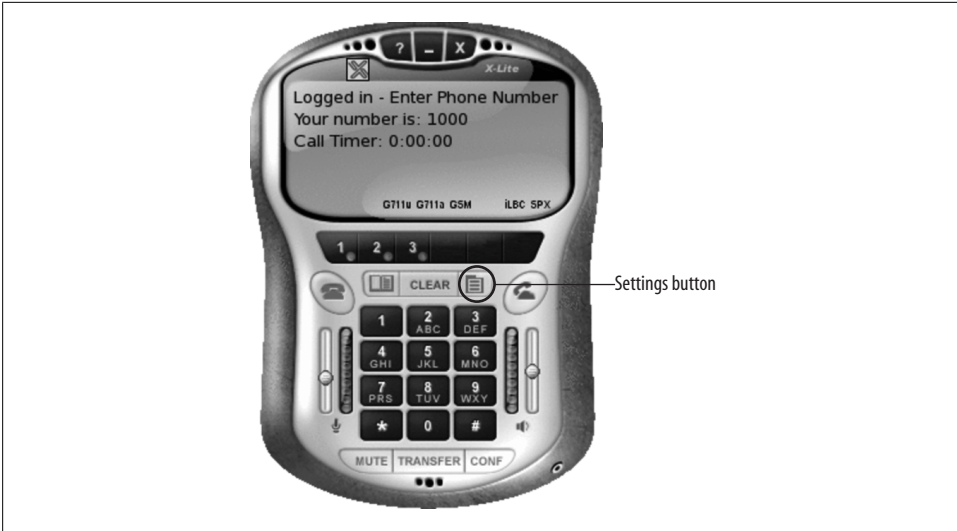 ? – X
X-Lite
Logged in - Enter Phone Number
Your number is: 1000
Call Timer: 0:00:00
G711u G711a GSM iLBC SPX
1 2 3
CLEAR
Settings button
1 2 ABC 3 DEF
4 GHI 5 JKL 6 MNO
7 PRS 8 TUV 9 WXY
* 0 #
MUTE TRANSFER CONF